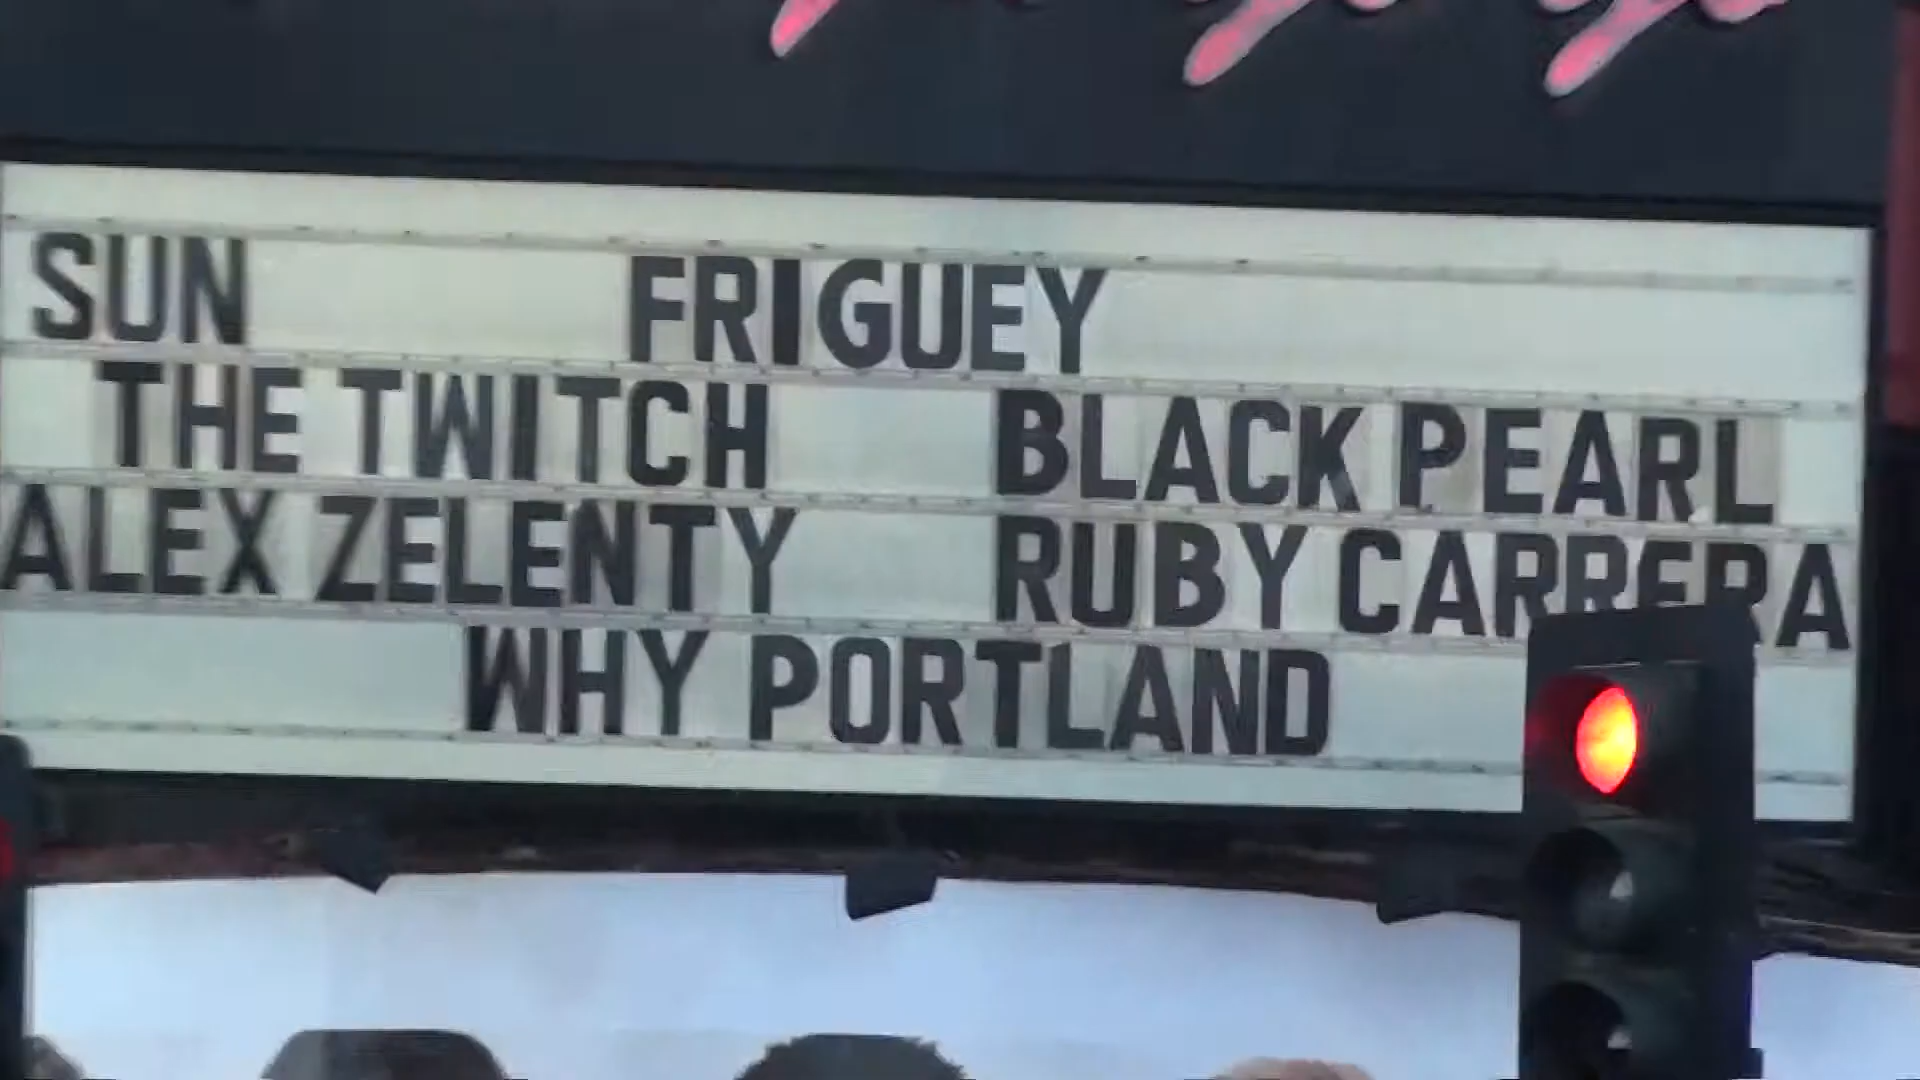 SUN FRIGUEY
THE TWITCH BLACK PEARL
ALEX ZELENTY RUBY CARRERA
WHY PORTLAND